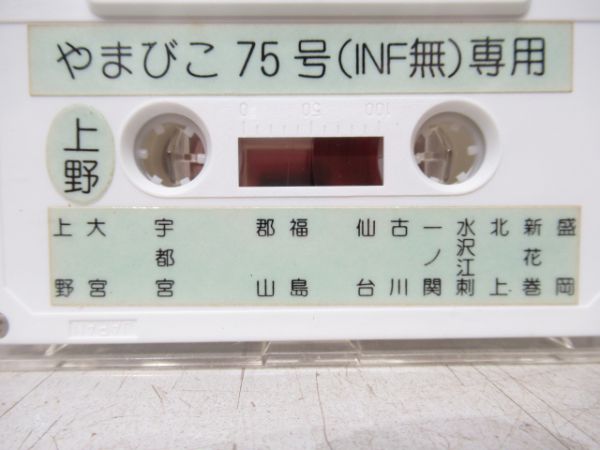 やまびこ 75号(INF無)専用
上野
100 50 0
上野 大宮 宇都宮 郡山 福島 仙台 古川 一ノ関 水沢江刺 北上 新花巻 盛岡
JAPAN